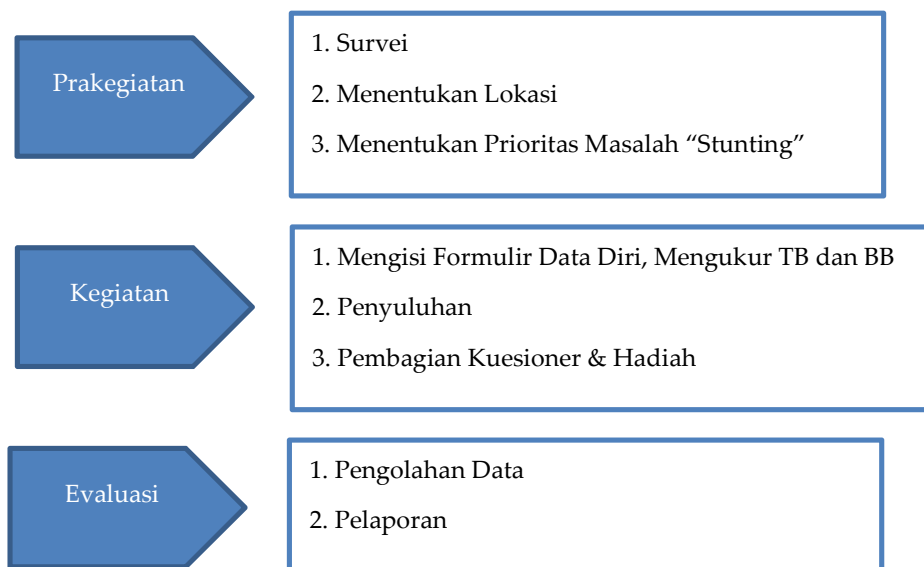 Prakegiatan
1. Survei
2. Menentukan Lokasi
3. Menentukan Prioritas Masalah “Stunting”
Kegiatan
1. Mengisi Formulir Data Diri, Mengukur TB dan BB
2. Penyuluhan
3. Pembagian Kuesioner & Hadiah
Evaluasi
1. Pengolahan Data
2. Pelaporan